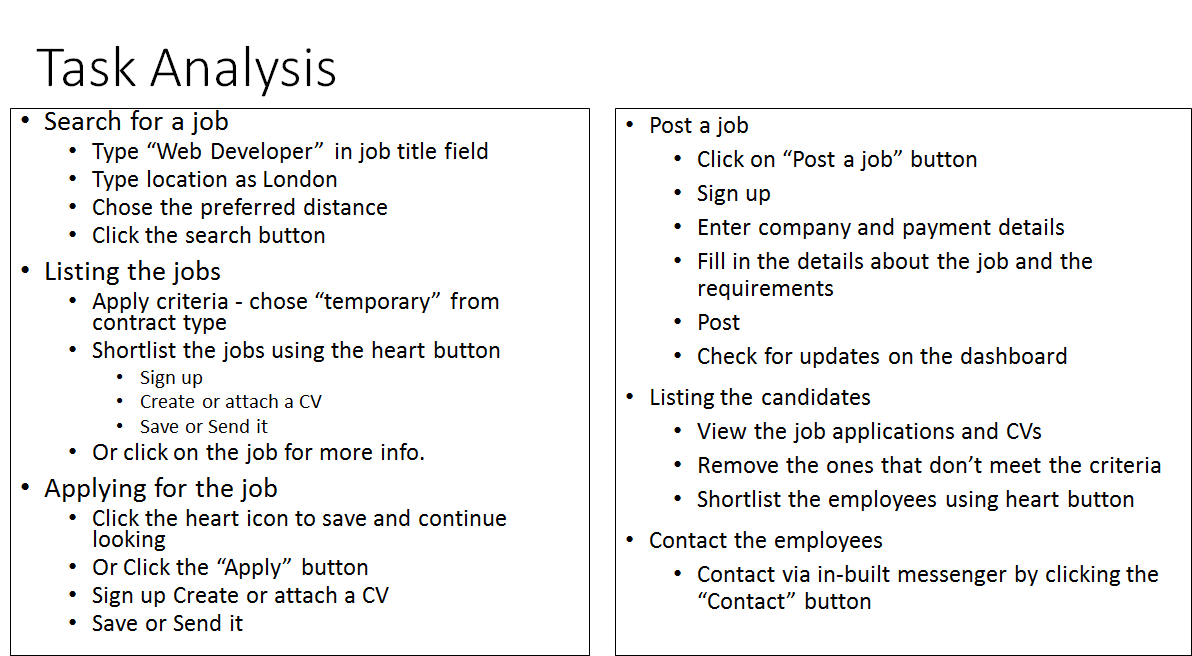 Task Analysis
• Search for a job
• Type “Web Developer” in job title field
• Type location as London
• Chose the preferred distance
• Click the search button
• Listing the jobs
• Apply criteria - chose “temporary” from
contract type
• Shortlist the jobs using the heart button
• Sign up
• Create or attach a CV
• Save or Send it
• Or click on the job for more info.
• Applying for the job
• Click the heart icon to save and continue
looking
• Or Click the “Apply” button
• Sign up Create or attach a CV
• Save or Send it
• Post a job
• Click on “Post a job” button
• Sign up
• Enter company and payment details
• Fill in the details about the job and the
requirements
• Post
• Check for updates on the dashboard
• Listing the candidates
• View the job applications and CVs
• Remove the ones that don’t meet the criteria
• Shortlist the employees using heart button
• Contact the employees
• Contact via in-built messenger by clicking the
“Contact” button